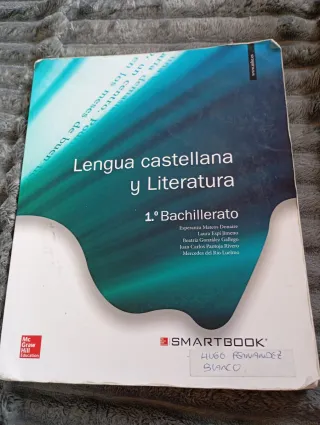 Lengua castellana
y Literatura
1.º Bachillerato
Esperanza Mateos Donaire
Laura Espí Jimeno
Beatriz González Gallego
Juan Carlos Pantoja Rivero
Mercedes del Río Luelmo
Mc
Graw
Hill
Education
SMARTBOOK
HUGO FERNÁNDEZ
BLANCO